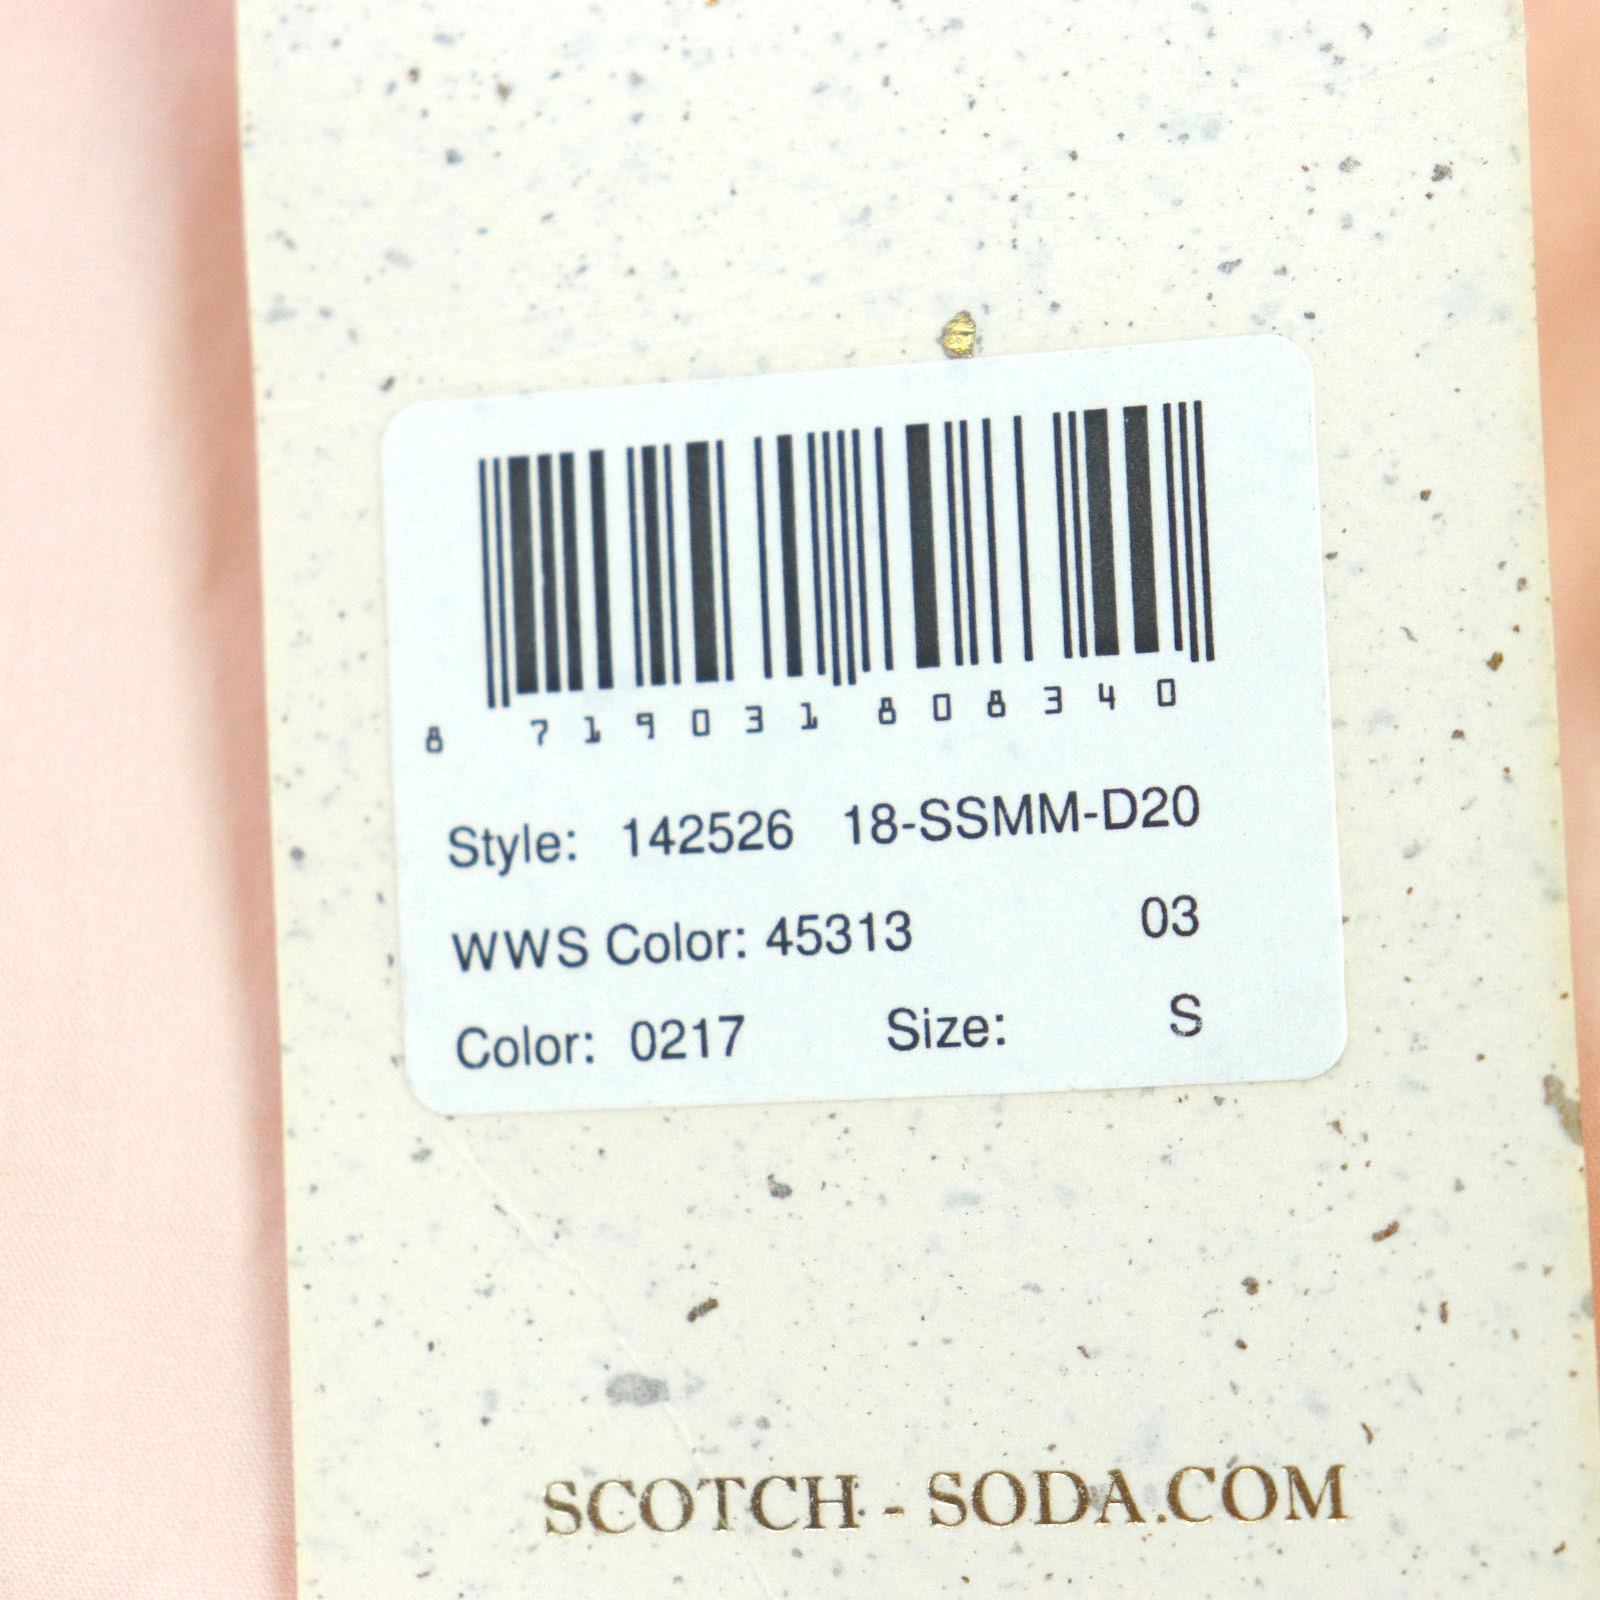 8 719031 808340
Style: 142526 18-SSMM-D20
WWS Color: 45313 03
Color: 0217 Size: S
SCOTCH - SODA.COM